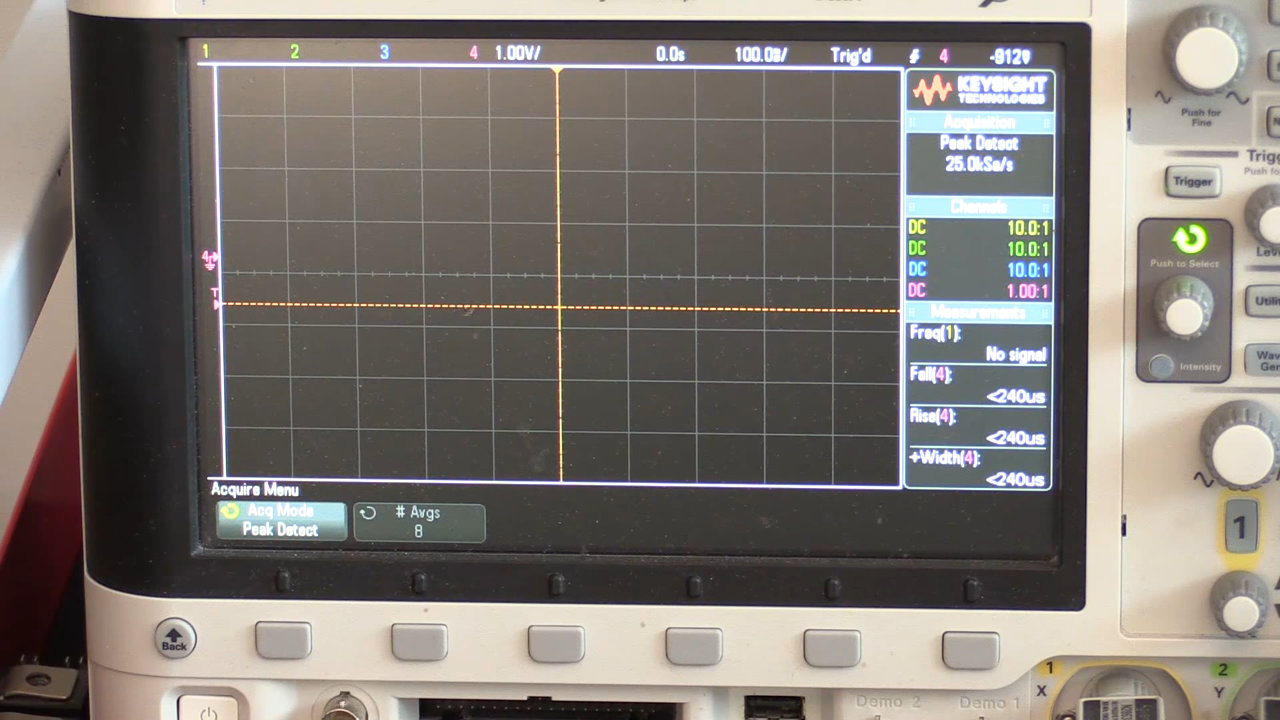 1 2 3 4 1.00V/ 0.0s 100.0 / Trig'd 4
KEYSIGHT
TECHNOLOGIES
Acquisition
Peak Detect
25.0kSa/s
Channels
DC 10.0:1
DC 10.0:1
DC 10.0:1
DC 1.00:1
Measurements
Freq(1):
No signal
Fall(4):
<240us
Rise(4):
<240us
+Width(4):
<240us
4
T
Acquire Menu
Acq Mode
Peak Detect
# Avgs
8
Back
Push for
Fine
Trigger
Push to Select
Intensity
1
Demo 2
Demo 1
1
X
2
Y